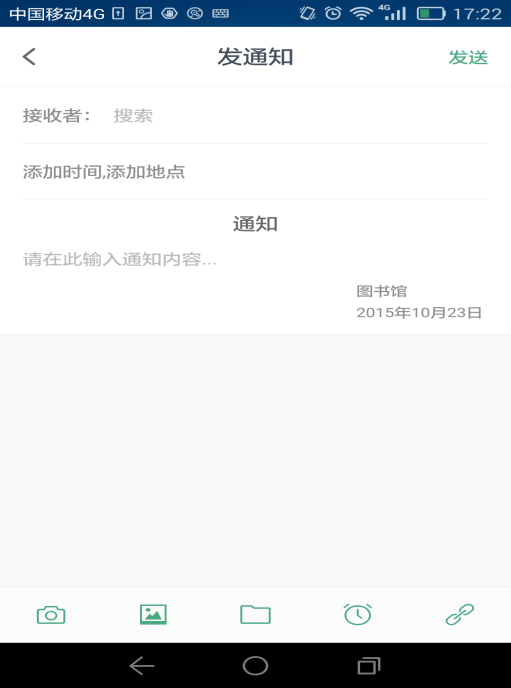 中国移动4G 4G 17:22
发通知 发送
接收者： 搜索
添加时间,添加地点
通知
请在此输入通知内容...
图书馆
2015年10月23日